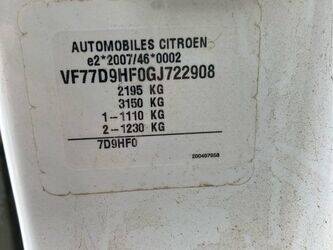 AUTOMOBILES CITROEN
e2*2007/46*0002
VF77D9HF0GJ722908
2195 KG
3150 KG
1-1110 KG
2-1230 KG
7D9HF0